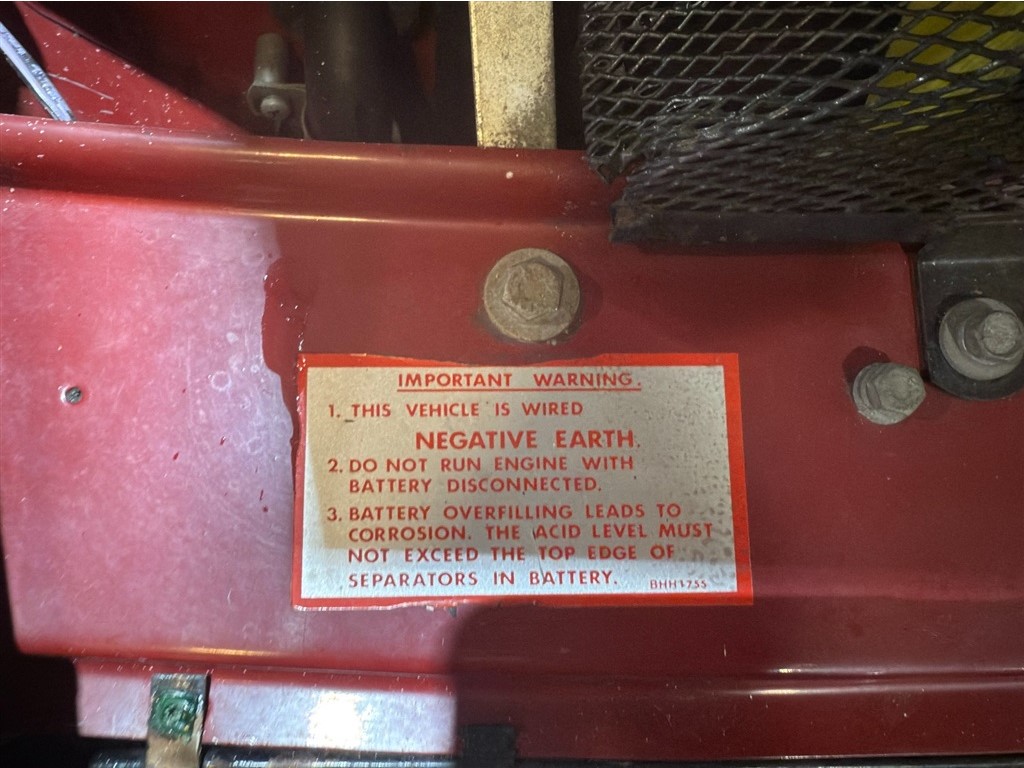 IMPORTANT WARNING.
1. THIS VEHICLE IS WIRED
NEGATIVE EARTH.
2. DO NOT RUN ENGINE WITH
BATTERY DISCONNECTED.
3. BATTERY OVERFILLING LEADS TO
CORROSION. THE ACID LEVEL MUST
NOT EXCEED THE TOP EDGE OF
SEPARATORS IN BATTERY.
BHH1755